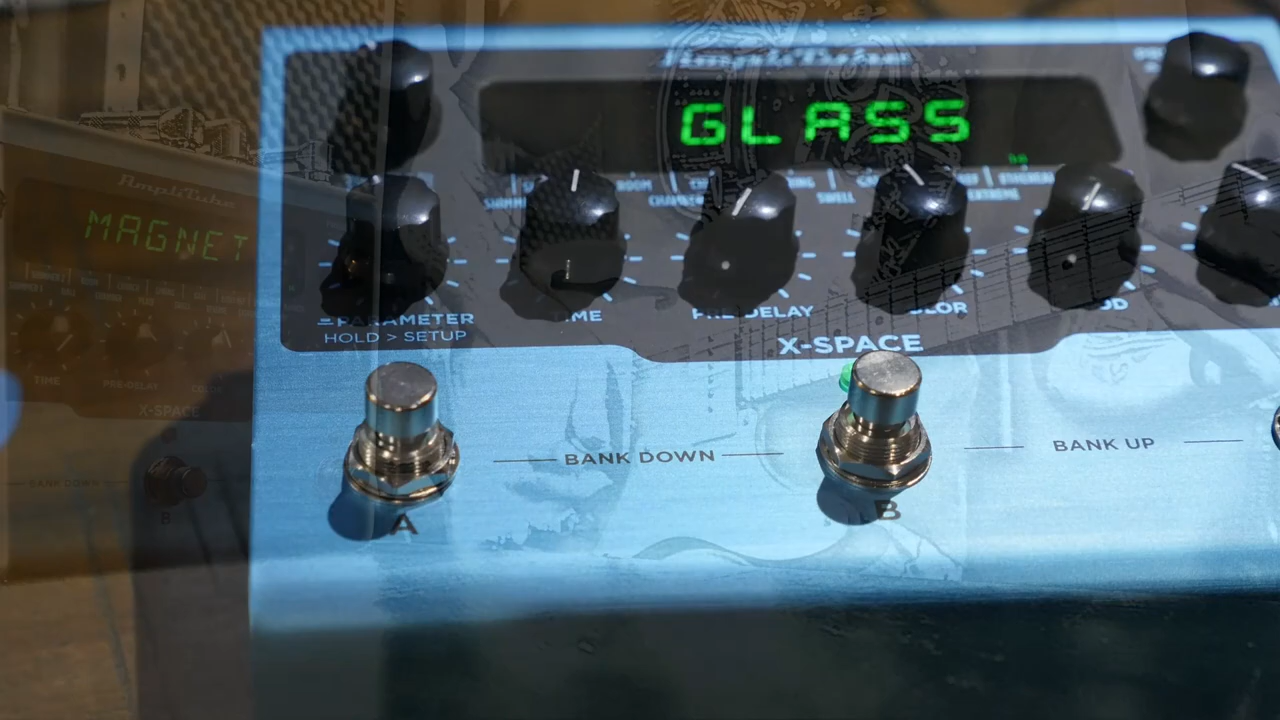 AmpliTube
GLASS
ROOM
SWELL
EXTREME
PARAMETER
HOLD > SETUP
TIME
PRE-DELAY
COLOR
X-SPACE
BANK DOWN
BANK UP
A
B
AmpliTube
MAGNET
TIME
PRE-DELAY
COLOR
X-SPACE
BANK DOWN
B